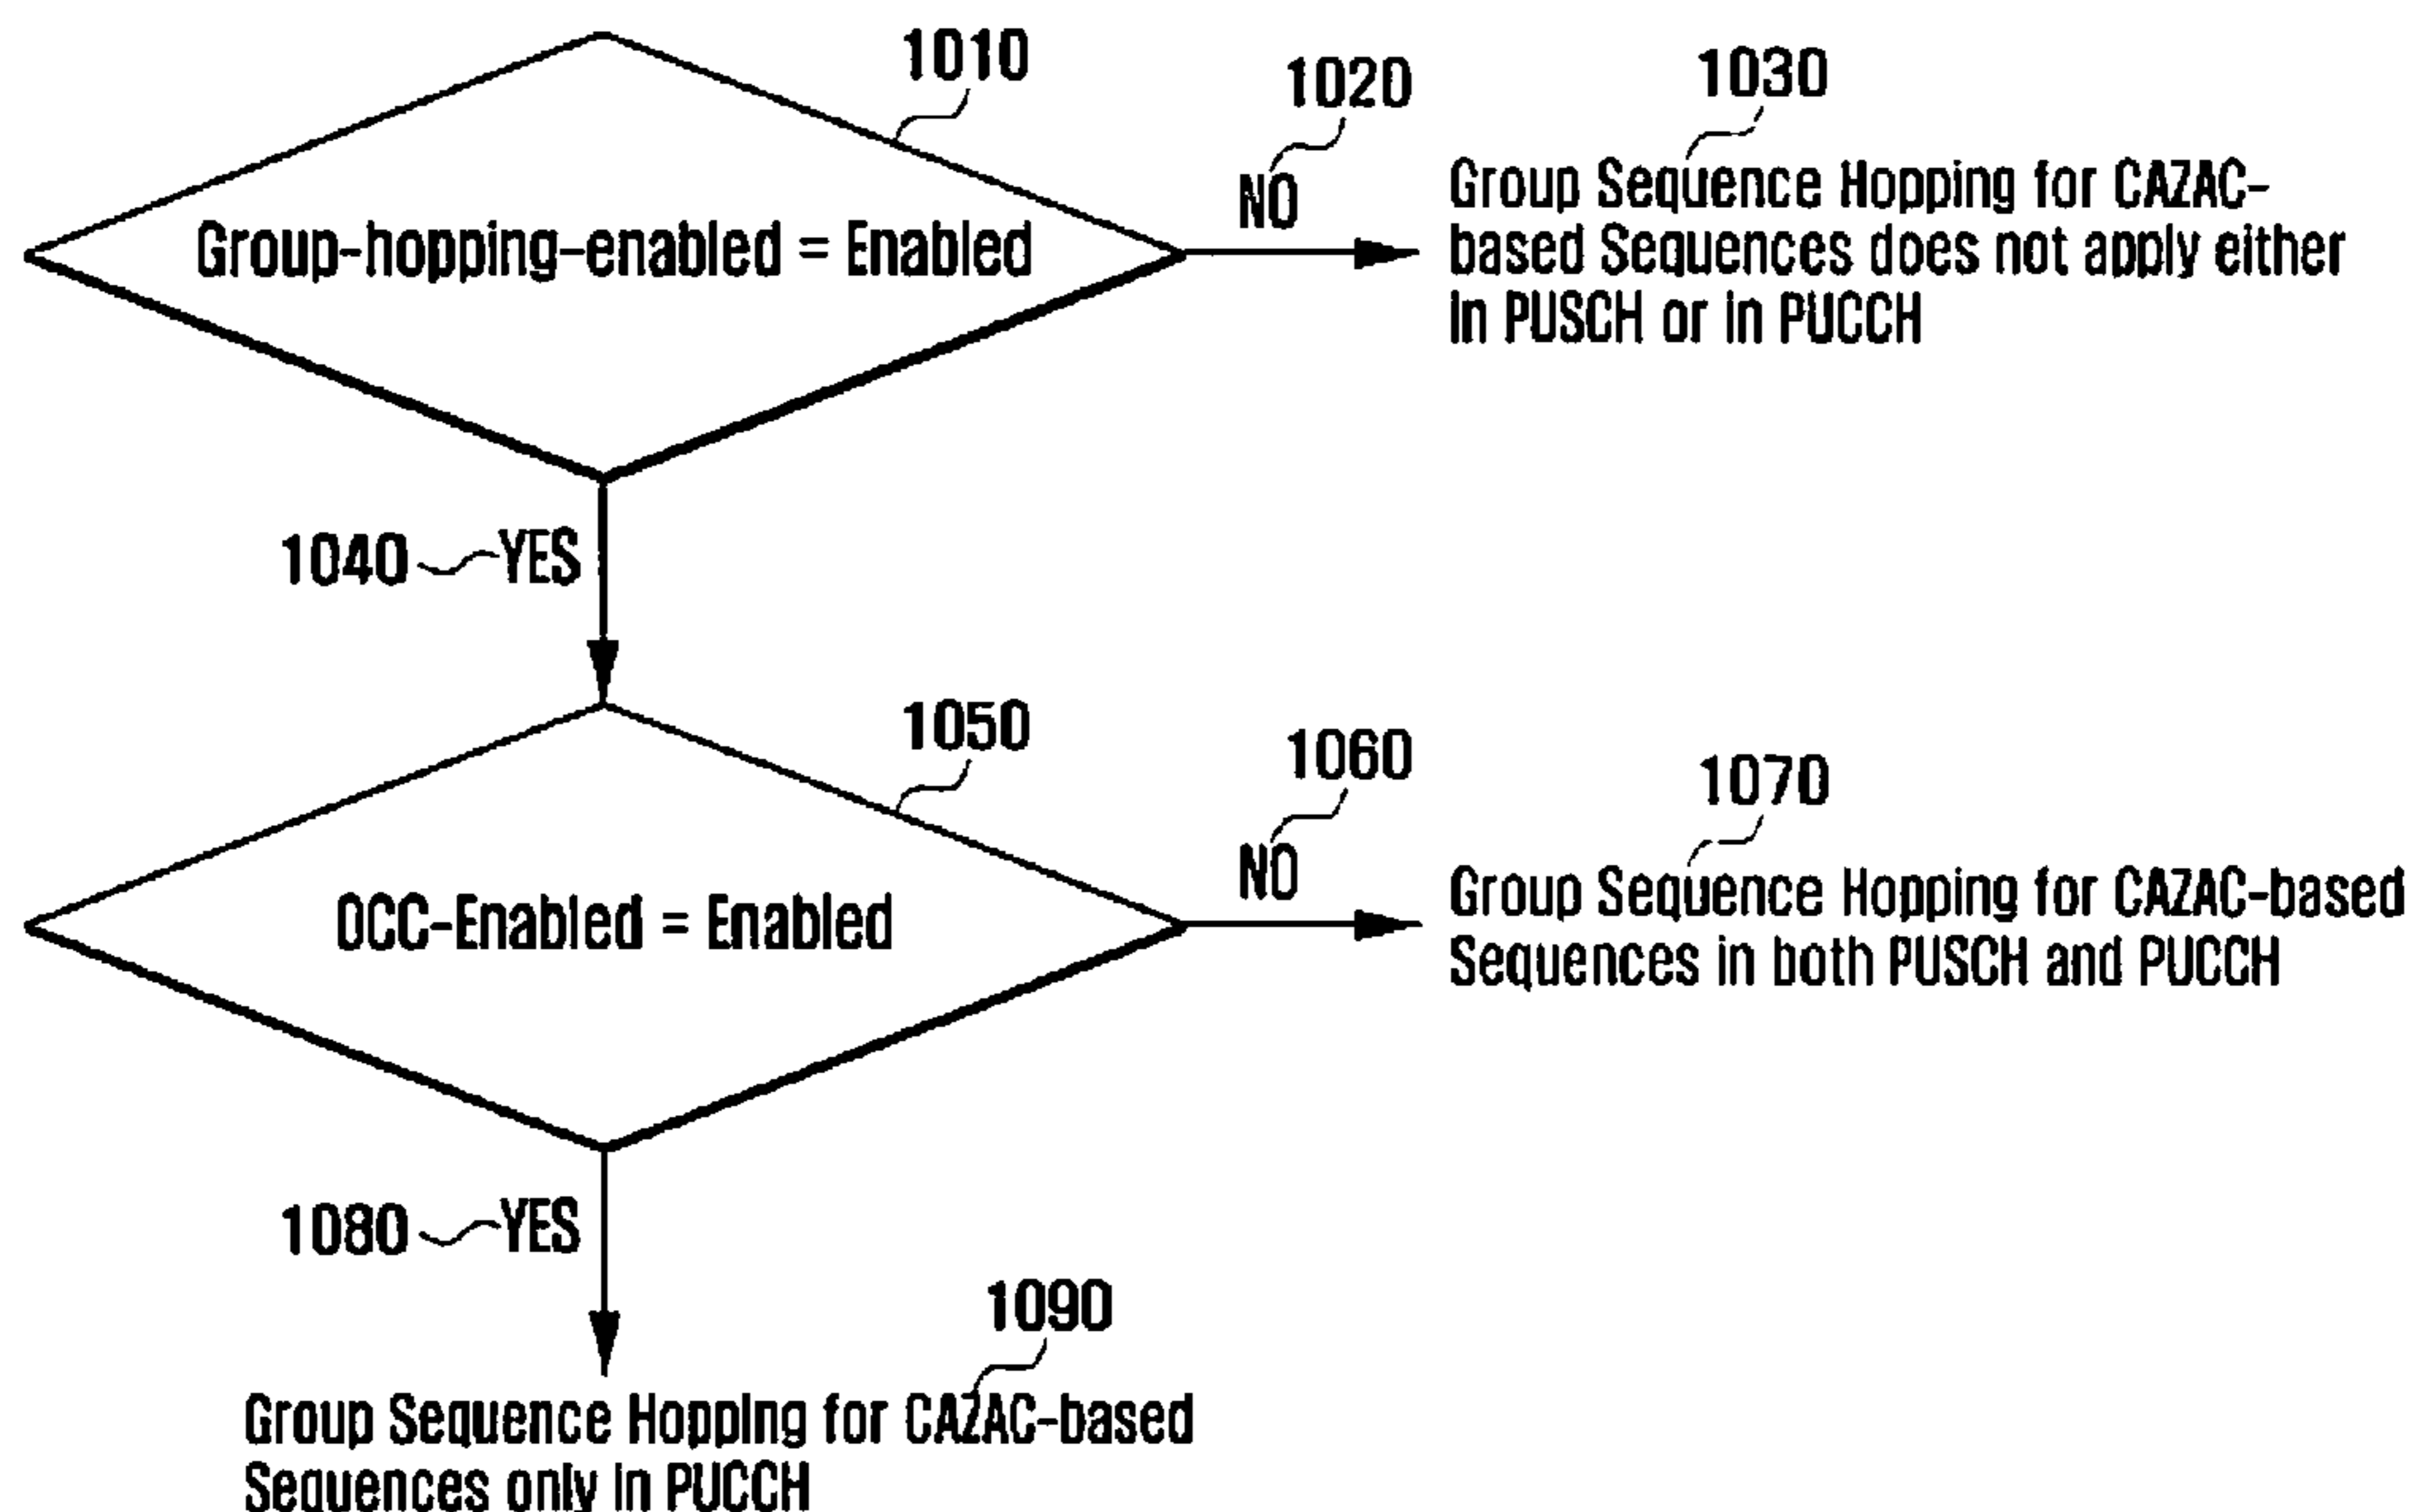 1010
1020
1030
Group-hopping-enabled = Enabled
NO
Group Sequence Hopping for CAZAC-
based Sequences does not apply either
in PUSCH or in PUCCH
1040
YES
1050
1060
1070
OCC-Enabled = Enabled
NO
Group Sequence Hopping for CAZAC-based
Sequences in both PUSCH and PUCCH
1080
YES
1090
Group Sequence Hopping for CAZAC-based
Sequences only in PUCCH